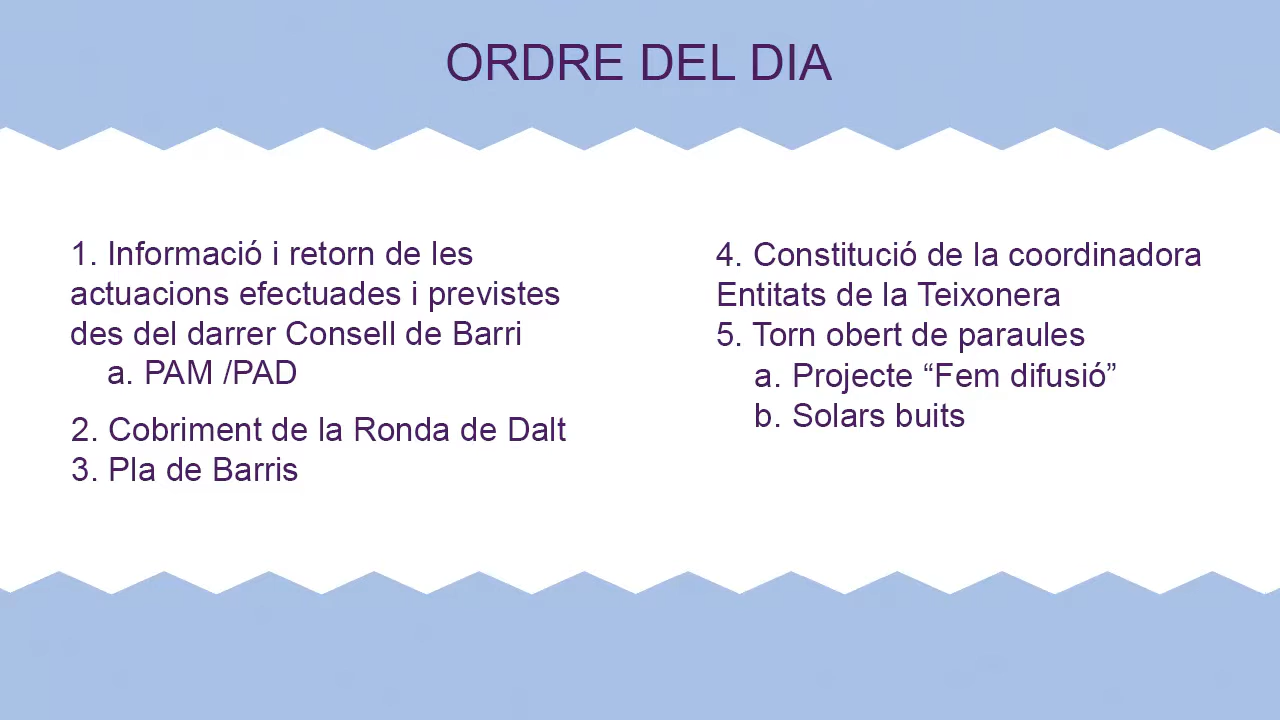 ORDRE DEL DIA
1. Informació i retorn de les
actuacions efectuades i previstes
des del darrer Consell de Barri
a. PAM /PAD
2. Cobriment de la Ronda de Dalt
3. Pla de Barris
4. Constitució de la coordinadora
Entitats de la Teixonera
5. Torn obert de paraules
a. Projecte “Fem difusió”
b. Solars buits